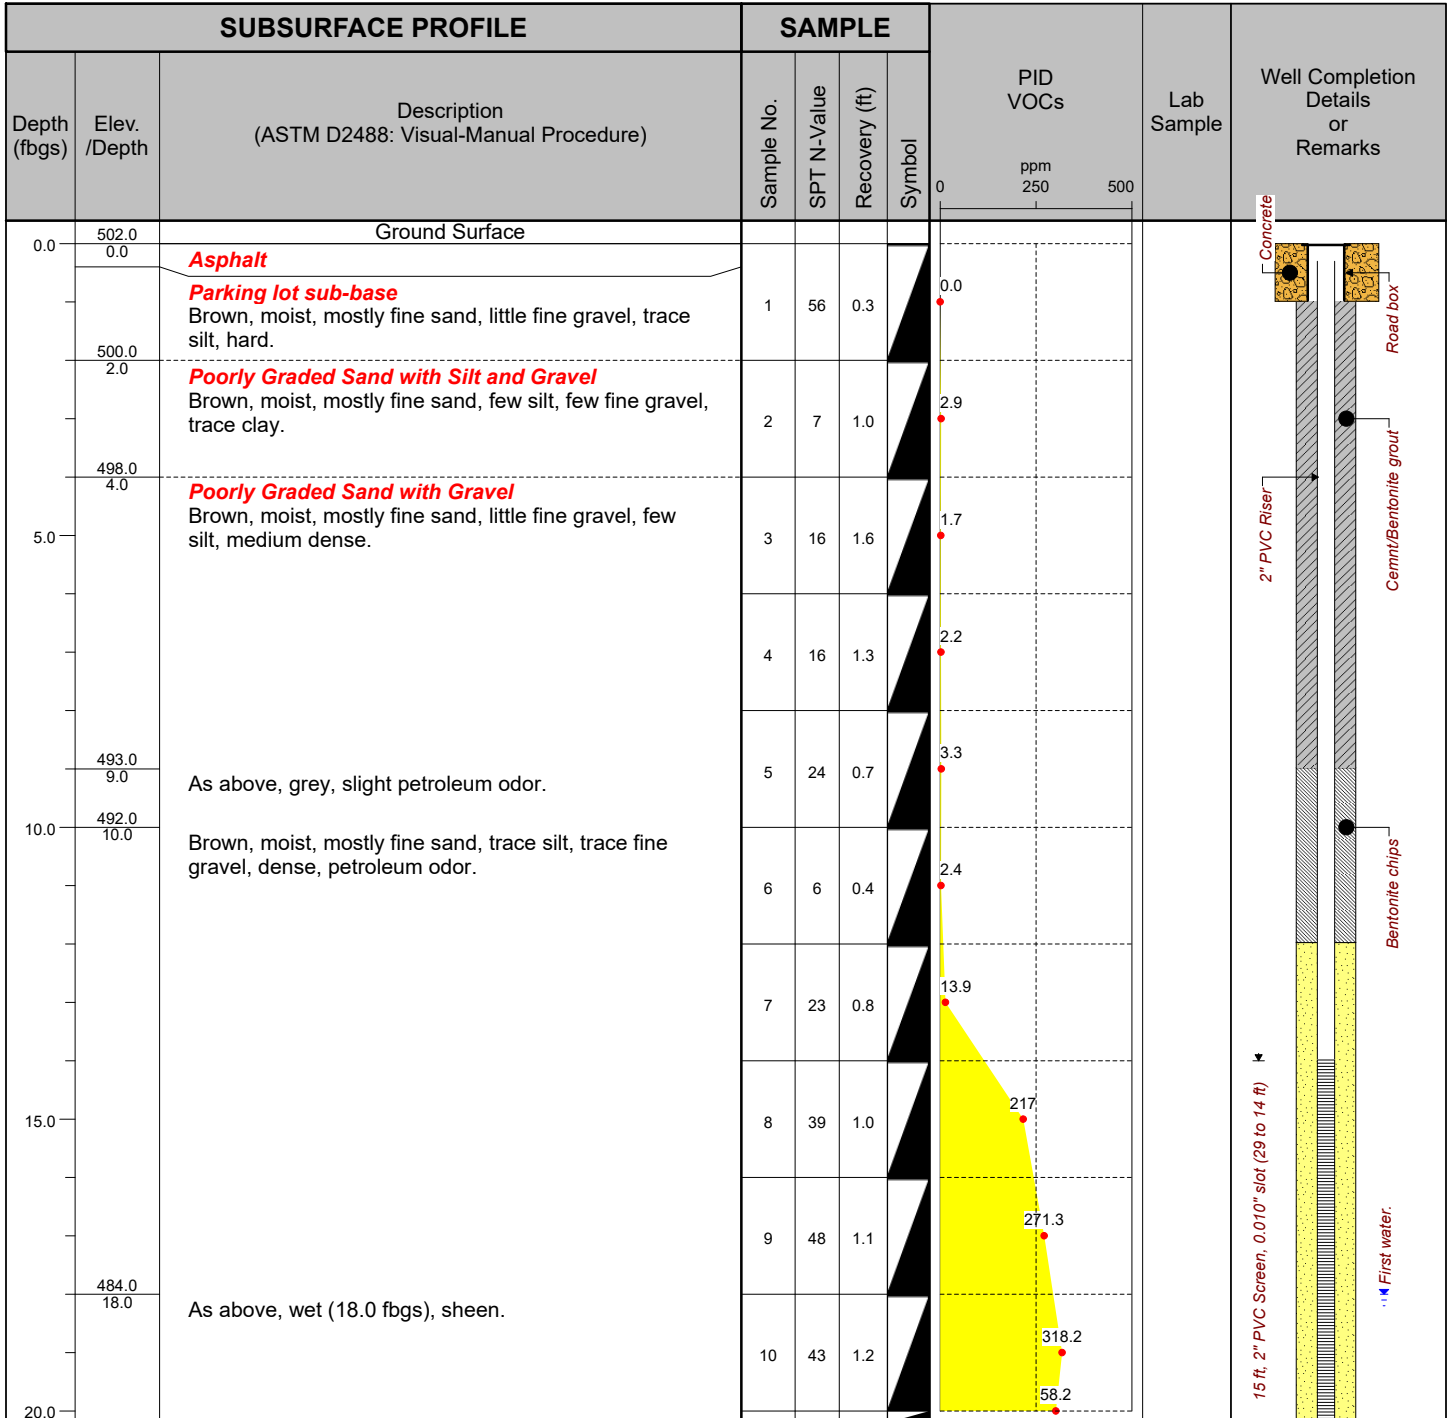 SUBSURFACE PROFILE
SAMPLE
Depth
(fbgs)
Elev.
/Depth
Description
(ASTM D2488: Visual-Manual Procedure)
Sample No.
SPT N-Value
Recovery (ft)
Symbol
PID
VOCs
ppm
0 250 500
Lab
Sample
Well Completion
Details
or
Remarks
0.0
502.0
0.0
Ground Surface
Asphalt
Parking lot sub-base
Brown, moist, mostly fine sand, little fine gravel, trace
silt, hard.
1 56 0.3
0.0
Concrete
Road box
500.0
2.0
Poorly Graded Sand with Silt and Gravel
Brown, moist, mostly fine sand, few silt, few fine gravel,
trace clay.
2 7 1.0
2.9
Cemnt/Bentonite grout
498.0
4.0
Poorly Graded Sand with Gravel
Brown, moist, mostly fine sand, little fine gravel, few
silt, medium dense.
5.0
3 16 1.6
1.7
2" PVC Riser
4 16 1.3
2.2
493.0
9.0
As above, grey, slight petroleum odor.
5 24 0.7
3.3
10.0
492.0
10.0
Brown, moist, mostly fine sand, trace silt, trace fine
gravel, dense, petroleum odor.
6 6 0.4
2.4
Bentonite chips
7 23 0.8
13.9
15.0
8 39 1.0
217
15 ft, 2" PVC Screen, 0.010" slot (29 to 14 ft)
9 48 1.1
271.3
First water.
484.0
18.0
As above, wet (18.0 fbgs), sheen.
10 43 1.2
318.2
58.2
20.0